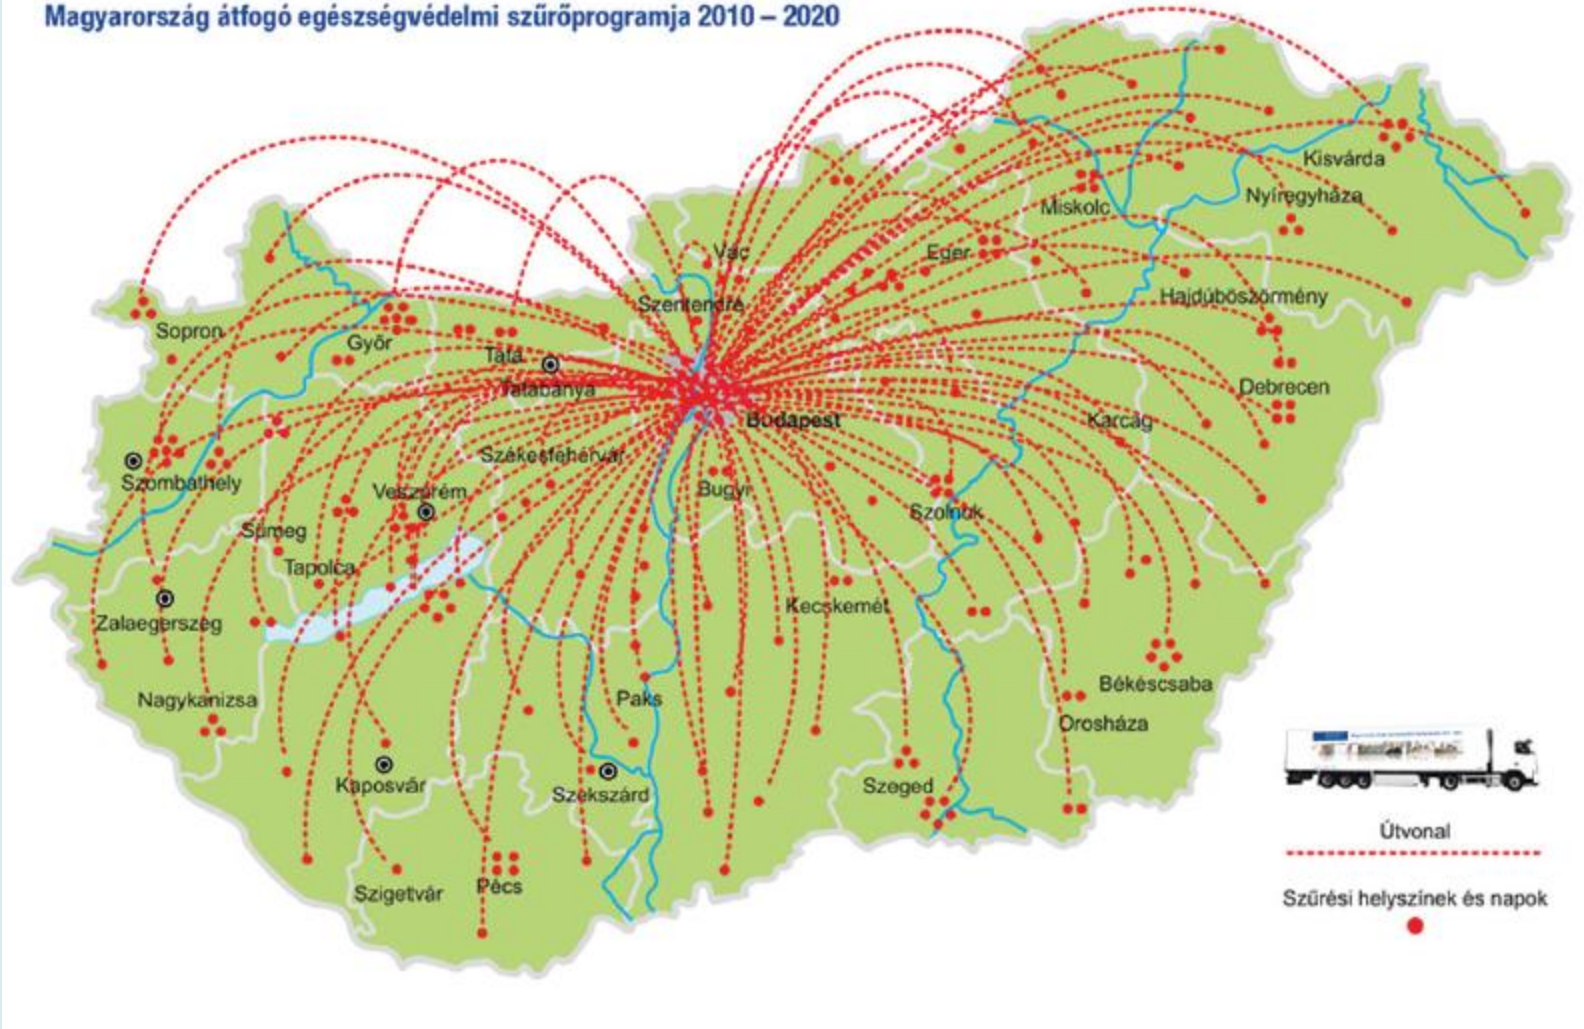 Magyarország átfogó egészségvédelmi szűrőprogramja 2010 – 2020
Kisvárda
Nyíregyháza
Miskolc
Vác
Eger
Szentendre
Hajdúböszörmény
Sopron
Győr
Tata
Tatabánya
Debrecen
Budapest
Karcag
Székesfehérvár
Szombathely
Veszprém
Bugyi
Szolnok
Sümeg
Tapolca
Kecskemét
Zalaegerszeg
Békéscsaba
Nagykanizsa
Paks
Orosháza
Kaposvár
Szekszárd
Szeged
Szigetvár
Pécs
Útvonal
Szűrési helyszínek és napok